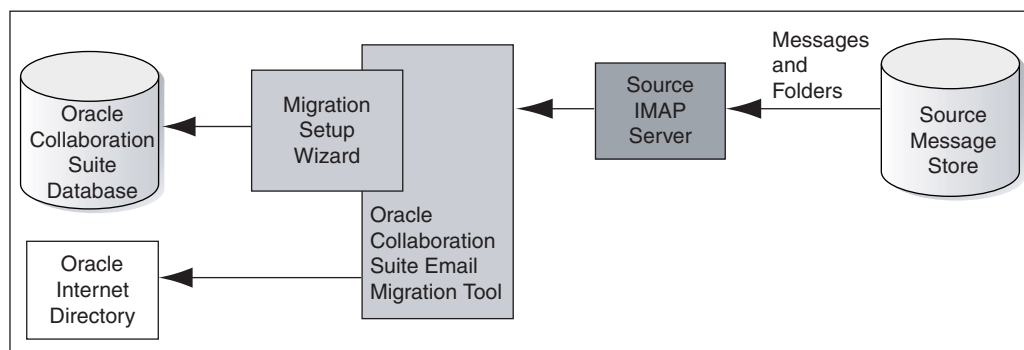 Oracle
Collaboration
Suite
Database
Migration
Setup
Wizard
Source
IMAP
Server
Messages
and
Folders
Source
Message
Store
Oracle
Collaboration
Suite Email
Migration Tool
Oracle
Internet
Directory